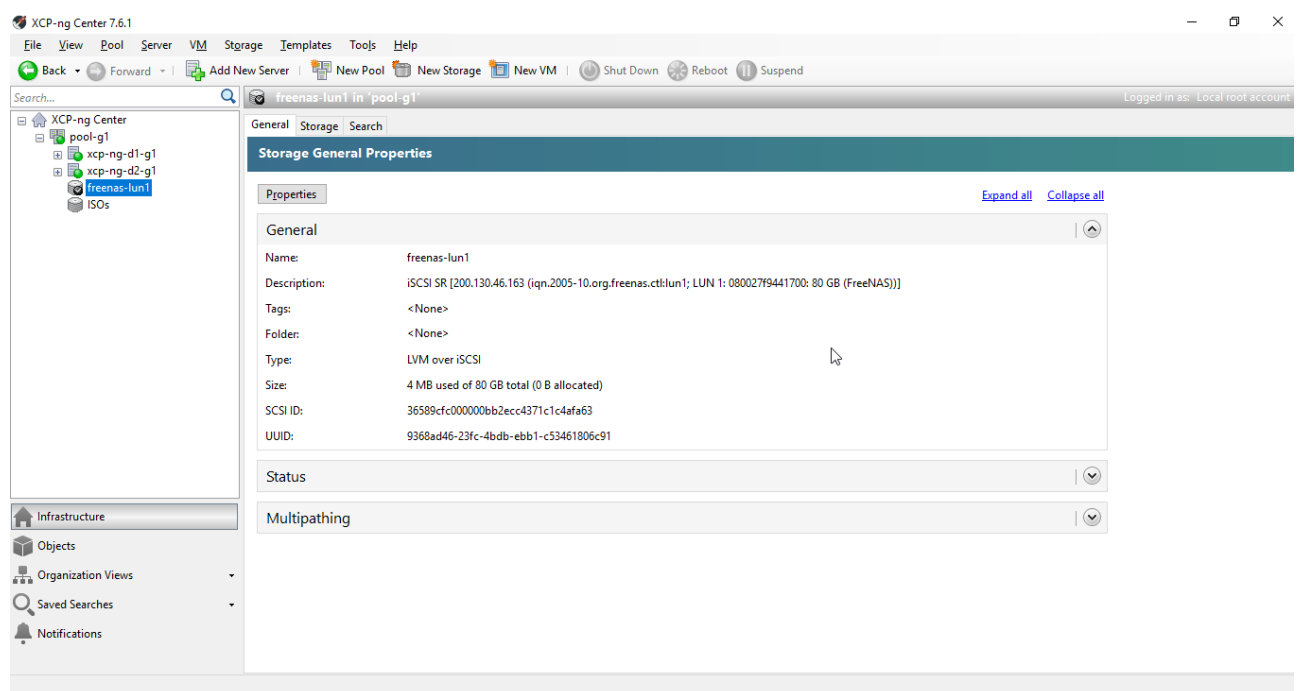 XCP-ng Center 7.6.1
File View Pool Server VM Storage Templates Tools Help
Back Forward Add New Server New Pool New Storage New VM Shut Down Reboot Suspend
Search...
freenas-lun1 in 'pool-g1'
Logged in as: Local root account
XCP-ng Center
pool-g1
xcp-ng-d1-g1
xcp-ng-d2-g1
freenas-lun1
ISOs
General Storage Search
Storage General Properties
Properties
Expand all Collapse all
General
Name: freenas-lun1
Description: iSCSI SR [200.130.46.163 (iqn.2005-10.org.freenas.ctl:lun1; LUN 1: 080027f9441700: 80 GB (FreeNAS))]
Tags: <None>
Folder: <None>
Type: LVM over iSCSI
Size: 4 MB used of 80 GB total (0 B allocated)
SCSI ID: 36589cfc000000bb2ecc4371c1c4afa63
UUID: 9368ad46-23fc-4bdb-ebb1-c53461806c91
Status
Multipathing
Infrastructure
Objects
Organization Views
Saved Searches
Notifications